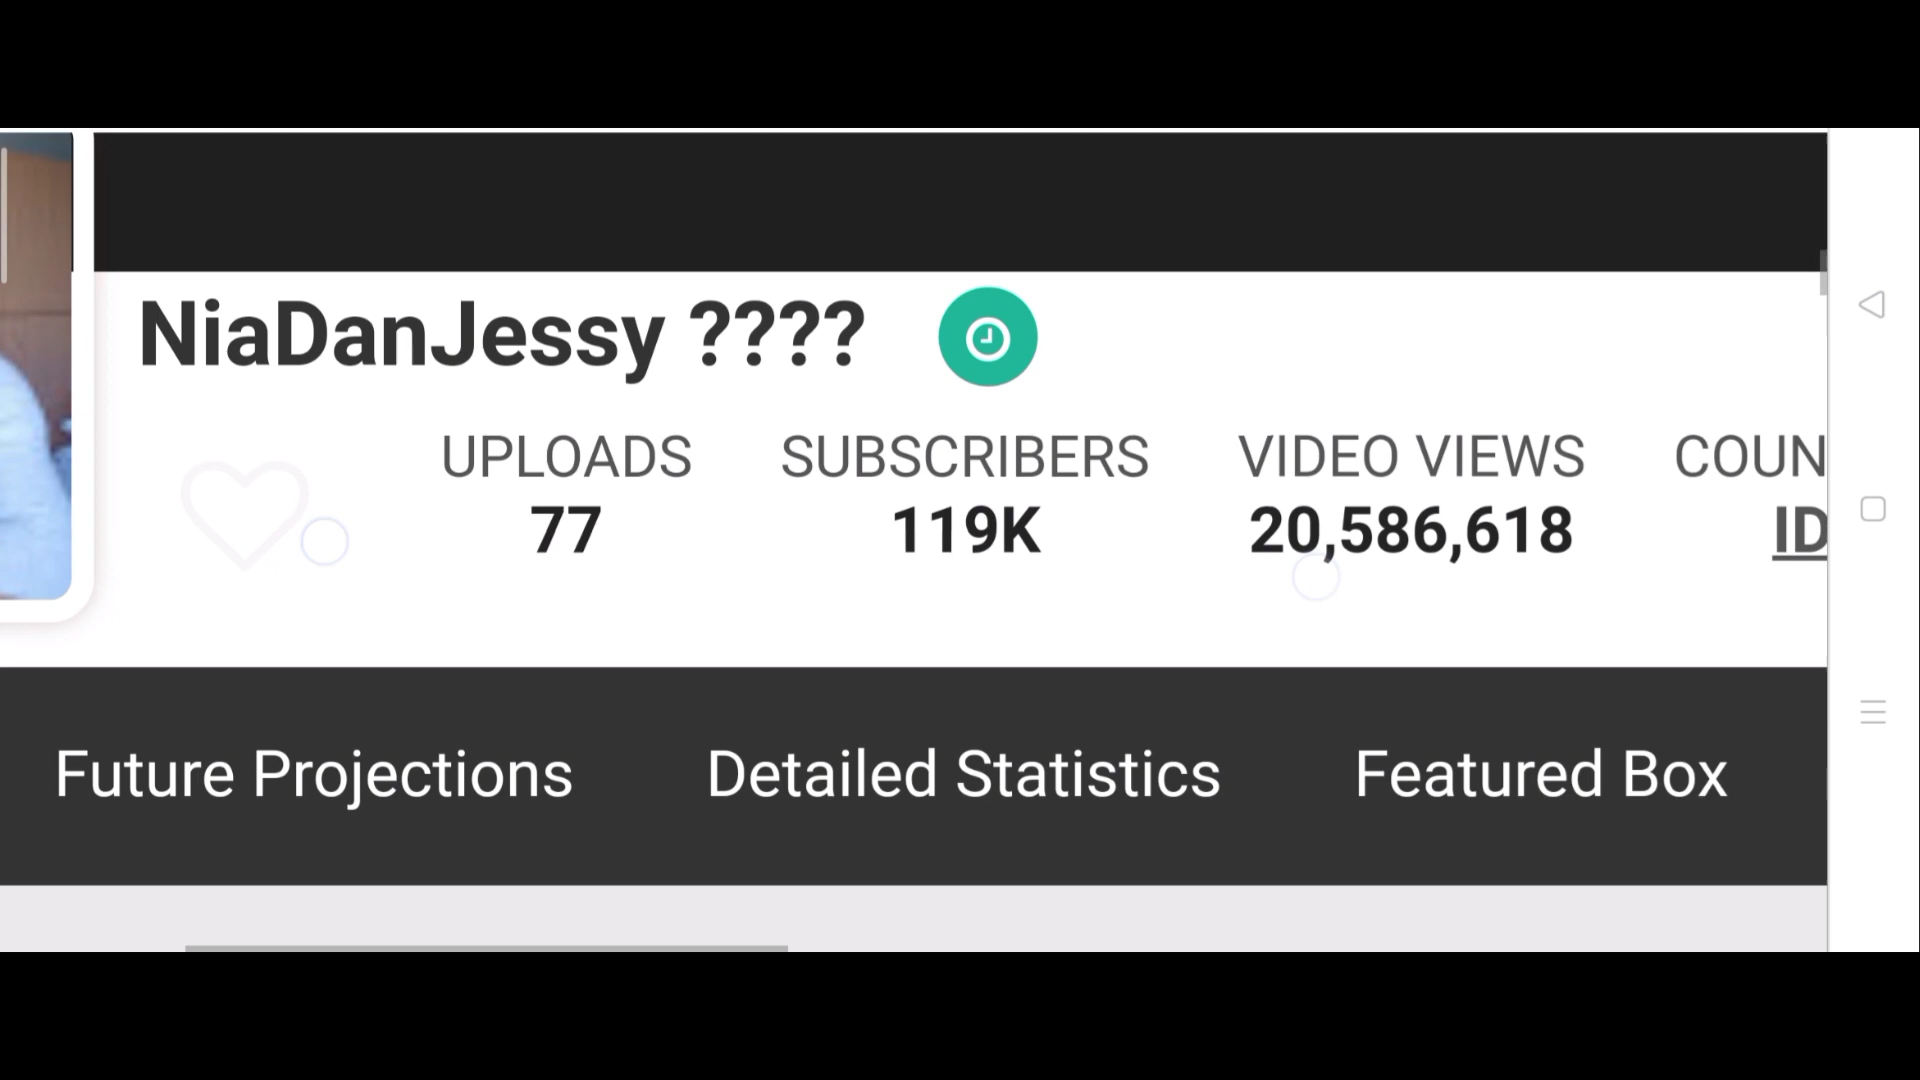 NiaDanJessy ????
UPLOADS SUBSCRIBERS VIDEO VIEWS COUN
77 119K 20,586,618 ID
Future Projections Detailed Statistics Featured Box